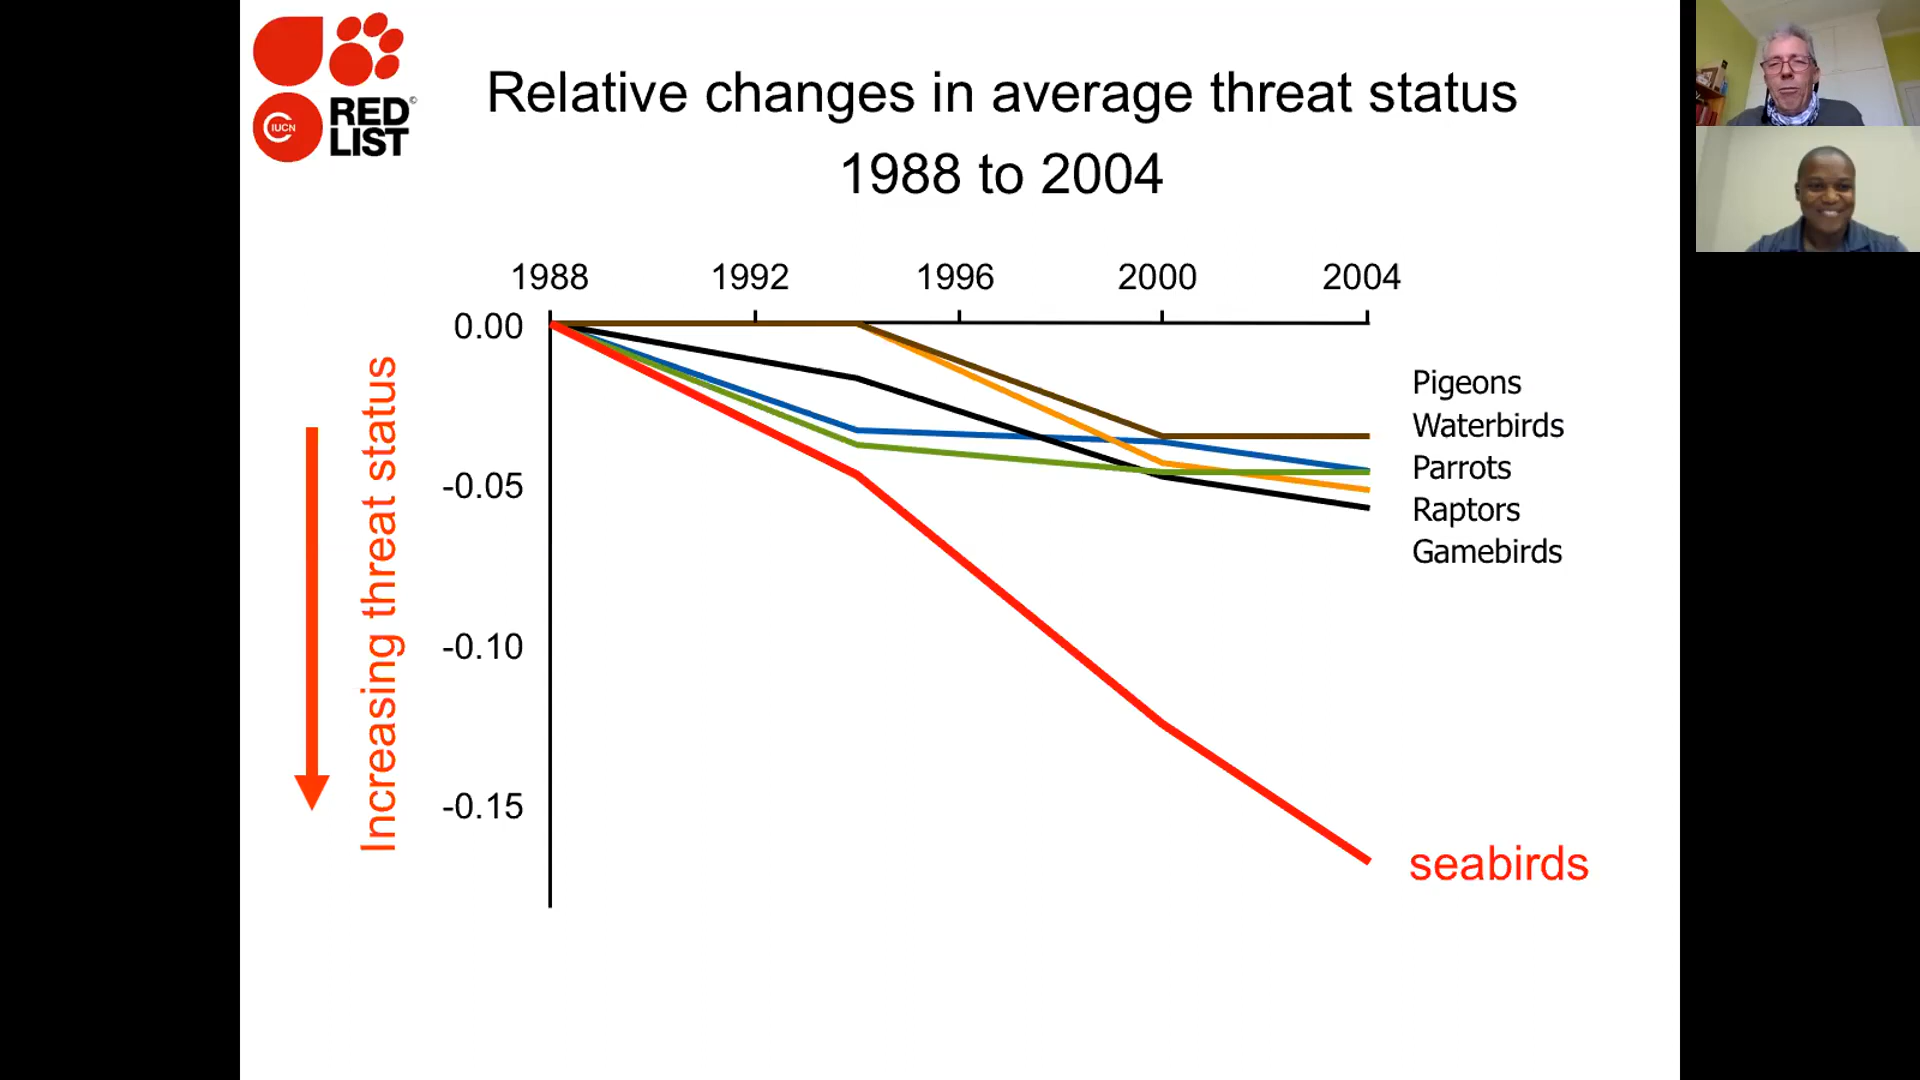 RED
LIST
©
IUCN
Relative changes in average threat status
1988 to 2004
1988 1992 1996 2000 2004
0.00
-0.05
-0.10
-0.15
Increasing threat status
Pigeons
Waterbirds
Parrots
Raptors
Gamebirds
seabirds